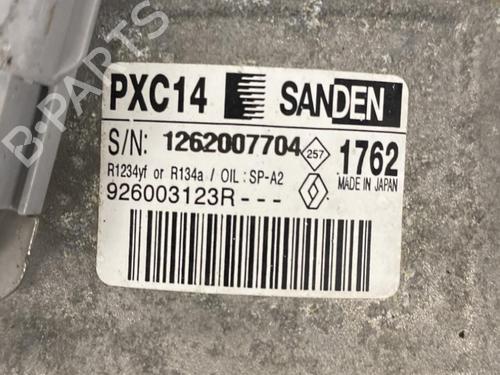 PXC14 SANDEN
S/N: 1262007704 257 1762
R1234yf or R134a / OIL : SP-A2 MADE IN JAPAN
926003123R---
B-PARTS